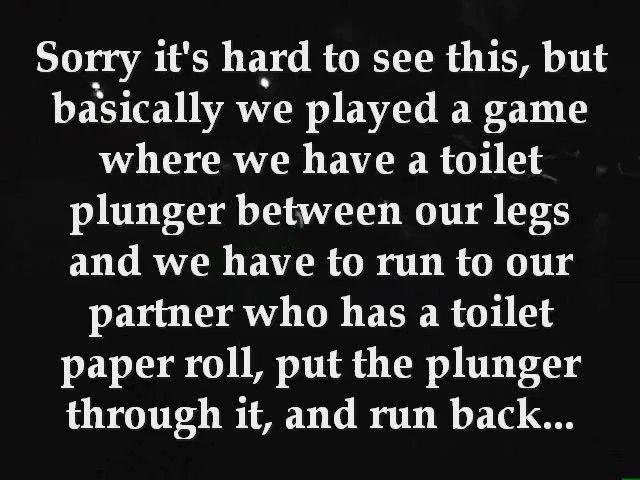 Sorry it's hard to see this, but
basically we played a game
where we have a toilet
plunger between our legs
and we have to run to our
partner who has a toilet
paper roll, put the plunger
through it, and run back...